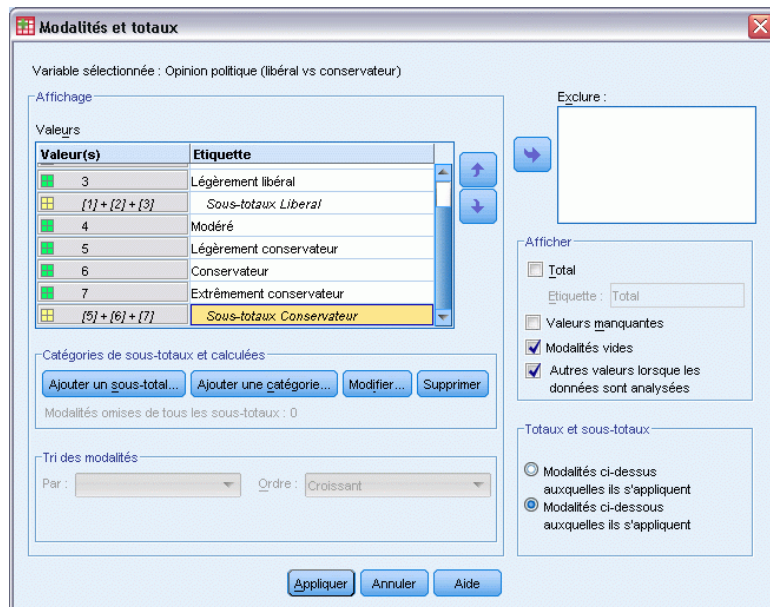 Modalités et totaux
Variable sélectionnée : Opinion politique (libéral vs conservateur)
Affichage
Valeurs
Valeur(s) Etiquette
3 Légèrement libéral
[1] + [2] + [3] Sous-totaux Liberal
4 Modéré
5 Légèrement conservateur
6 Conservateur
7 Extrêmement conservateur
[5] + [6] + [7] Sous-totaux Conservateur
Catégories de sous-totaux et calculées
Ajouter un sous-total... Ajouter une catégorie... Modifier... Supprimer
Modalités omises de tous les sous-totaux : 0
Tri des modalités
Par : Ordre : Croissant
Exclure :
Afficher
Total
Etiquette : Total
Valeurs manquantes
Modalités vides
Autres valeurs lorsque les
données sont analysées
Totaux et sous-totaux
Modalités ci-dessus
auxquelles ils s'appliquent
Modalités ci-dessous
auxquelles ils s'appliquent
Appliquer Annuler Aide